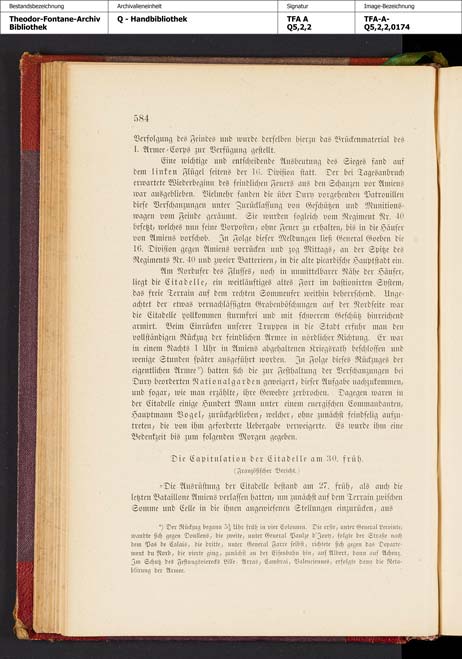 Bestandsbezeichnung
Archivalieneinheit
Signatur
Image-Bezeichnung
Theodor-Fontane-Archiv
Bibliothek
Q - Handbibliothek
TFA A
Q5,2,2
TFA-A-
Q5,2,2,0174
584
Verfolgung des Feindes und wurde derselben hierzu das Brückenmaterial des
I. Armee-Corps zur Verfügung gestellt.
Eine wichtige und entscheidende Ausbeutung des Sieges fand auf
dem linken Flügel seitens der 16. Division statt. Der bei Tagesanbruch
erwartete Wiederbeginn des feindlichen Feuers aus den Schanzen vor Amiens
war ausgeblieben. Vielmehr fanden die über Dury vorgehenden Patrouillen
diese Verschanzungen unter Zurücklassung von Geschützen und Munitions-
wagen vom Feinde geräumt. Sie wurden sogleich vom Regiment Nr. 40
besetzt, welches nun seine Vorposten, ohne Feuer zu erhalten, bis in die Häuser
von Amiens vorschob. In Folge dieser Meldungen ließ General Goeben die
16. Division gegen Amiens vorrücken und zog Mittags, an der Spitze des
Regiments Nr. 40 und zweier Batterieen, in die alte picardische Hauptstadt ein.
Am Nordufer des Flusses, noch in unmittelbarer Nähe der Häuser,
liegt die Citadelle, ein weitläuftiges altes Fort im bastionirten System,
das freie Terrain auf dem rechten Sommeufer weithin beherrschend. Unge-
achtet der etwas vernachlässigten Grabenböschungen auf der Nordseite war
die Citadelle vollkommen sturmfrei und mit schwerem Geschütz hinreichend
armirt. Beim Einrücken unserer Truppen in die Stadt erfuhr man den
vollständigen Rückzug der feindlichen Armee in nördlicher Richtung. Er war
in einem Nachts 1 Uhr in Amiens abgehaltenen Kriegsrath beschlossen und
wenige Stunden später ausgeführt worden. In Folge dieses Rückzuges der
eigentlichen Armee*) hatten sich die zur Festhaltung der Verschanzungen bei
Dury beorderten Nationalgarden geweigert, dieser Aufgabe nachzukommen,
und sogar, wie man erzählte, ihre Gewehre zerbrochen. Dagegen waren in
der Citadelle einige Hundert Mann unter einem energischen Commandanten,
Hauptmann Vogel, zurückgeblieben, welcher, ohne zunächst feindselig aufzu-
treten, die von ihm geforderte Uebergabe verweigerte. Es wurde ihm eine
Bedenkzeit bis zum folgenden Morgen gegeben.
Die Capitulation der Citadelle am 30. früh.
(Französischer Bericht.)
»Die Ausrüstung der Citadelle bestand am 27. früh, als auch die
letzten Bataillone Amiens verlassen hatten, um zunächst auf dem Terrain zwischen
Somme und Celle in die ihnen angewiesenen Stellungen einzurücken, aus
*) Der Rückzug begann 5½ Uhr früh in vier Colonnen. Die erste, unter General Lecointe,
wandte sich gegen Doullens, die zweite, unter General Paulze d'Ivoy, folgte der Straße nach
dem Pas de Calais, die dritte, unter General Farre selbst, richtete sich gegen das Departe-
ment du Nord, die vierte ging, zunächst an der Eisenbahn hin, auf Albert, dann auf Achent.
Im Schutz des Festungsvierecks Lille, Arras, Cambrai, Valenciennes, erfolgte dann die Reta-
blirung der Armee.